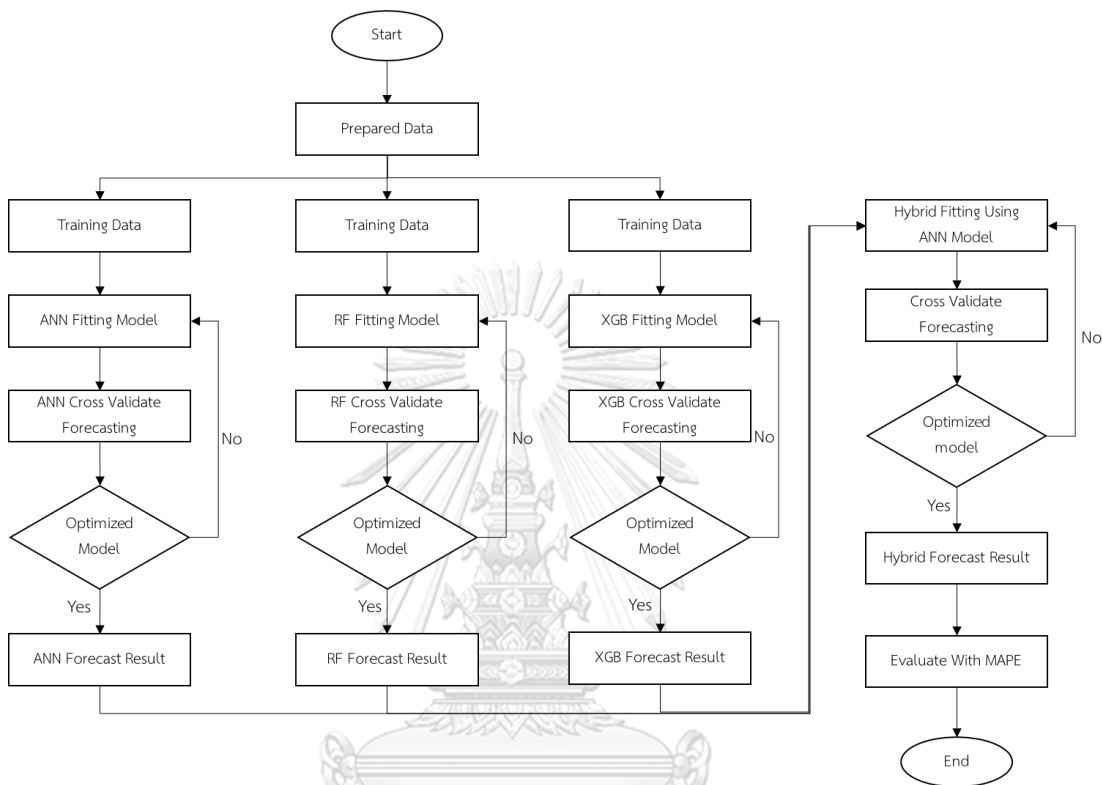 Start
Prepared Data
Training Data
ANN Fitting Model
ANN Cross Validate
Forecasting
No
Optimized
Model
Yes
ANN Forecast Result
Training Data
RF Fitting Model
RF Cross Validate
Forecasting
No
Optimized
Model
Yes
RF Forecast Result
Training Data
XGB Fitting Model
XGB Cross Validate
Forecasting
No
Optimized
Model
Yes
XGB Forecast Result
Hybrid Fitting Using
ANN Model
Cross Validate
Forecasting
No
Optimized
model
Yes
Hybrid Forecast Result
Evaluate With MAPE
End